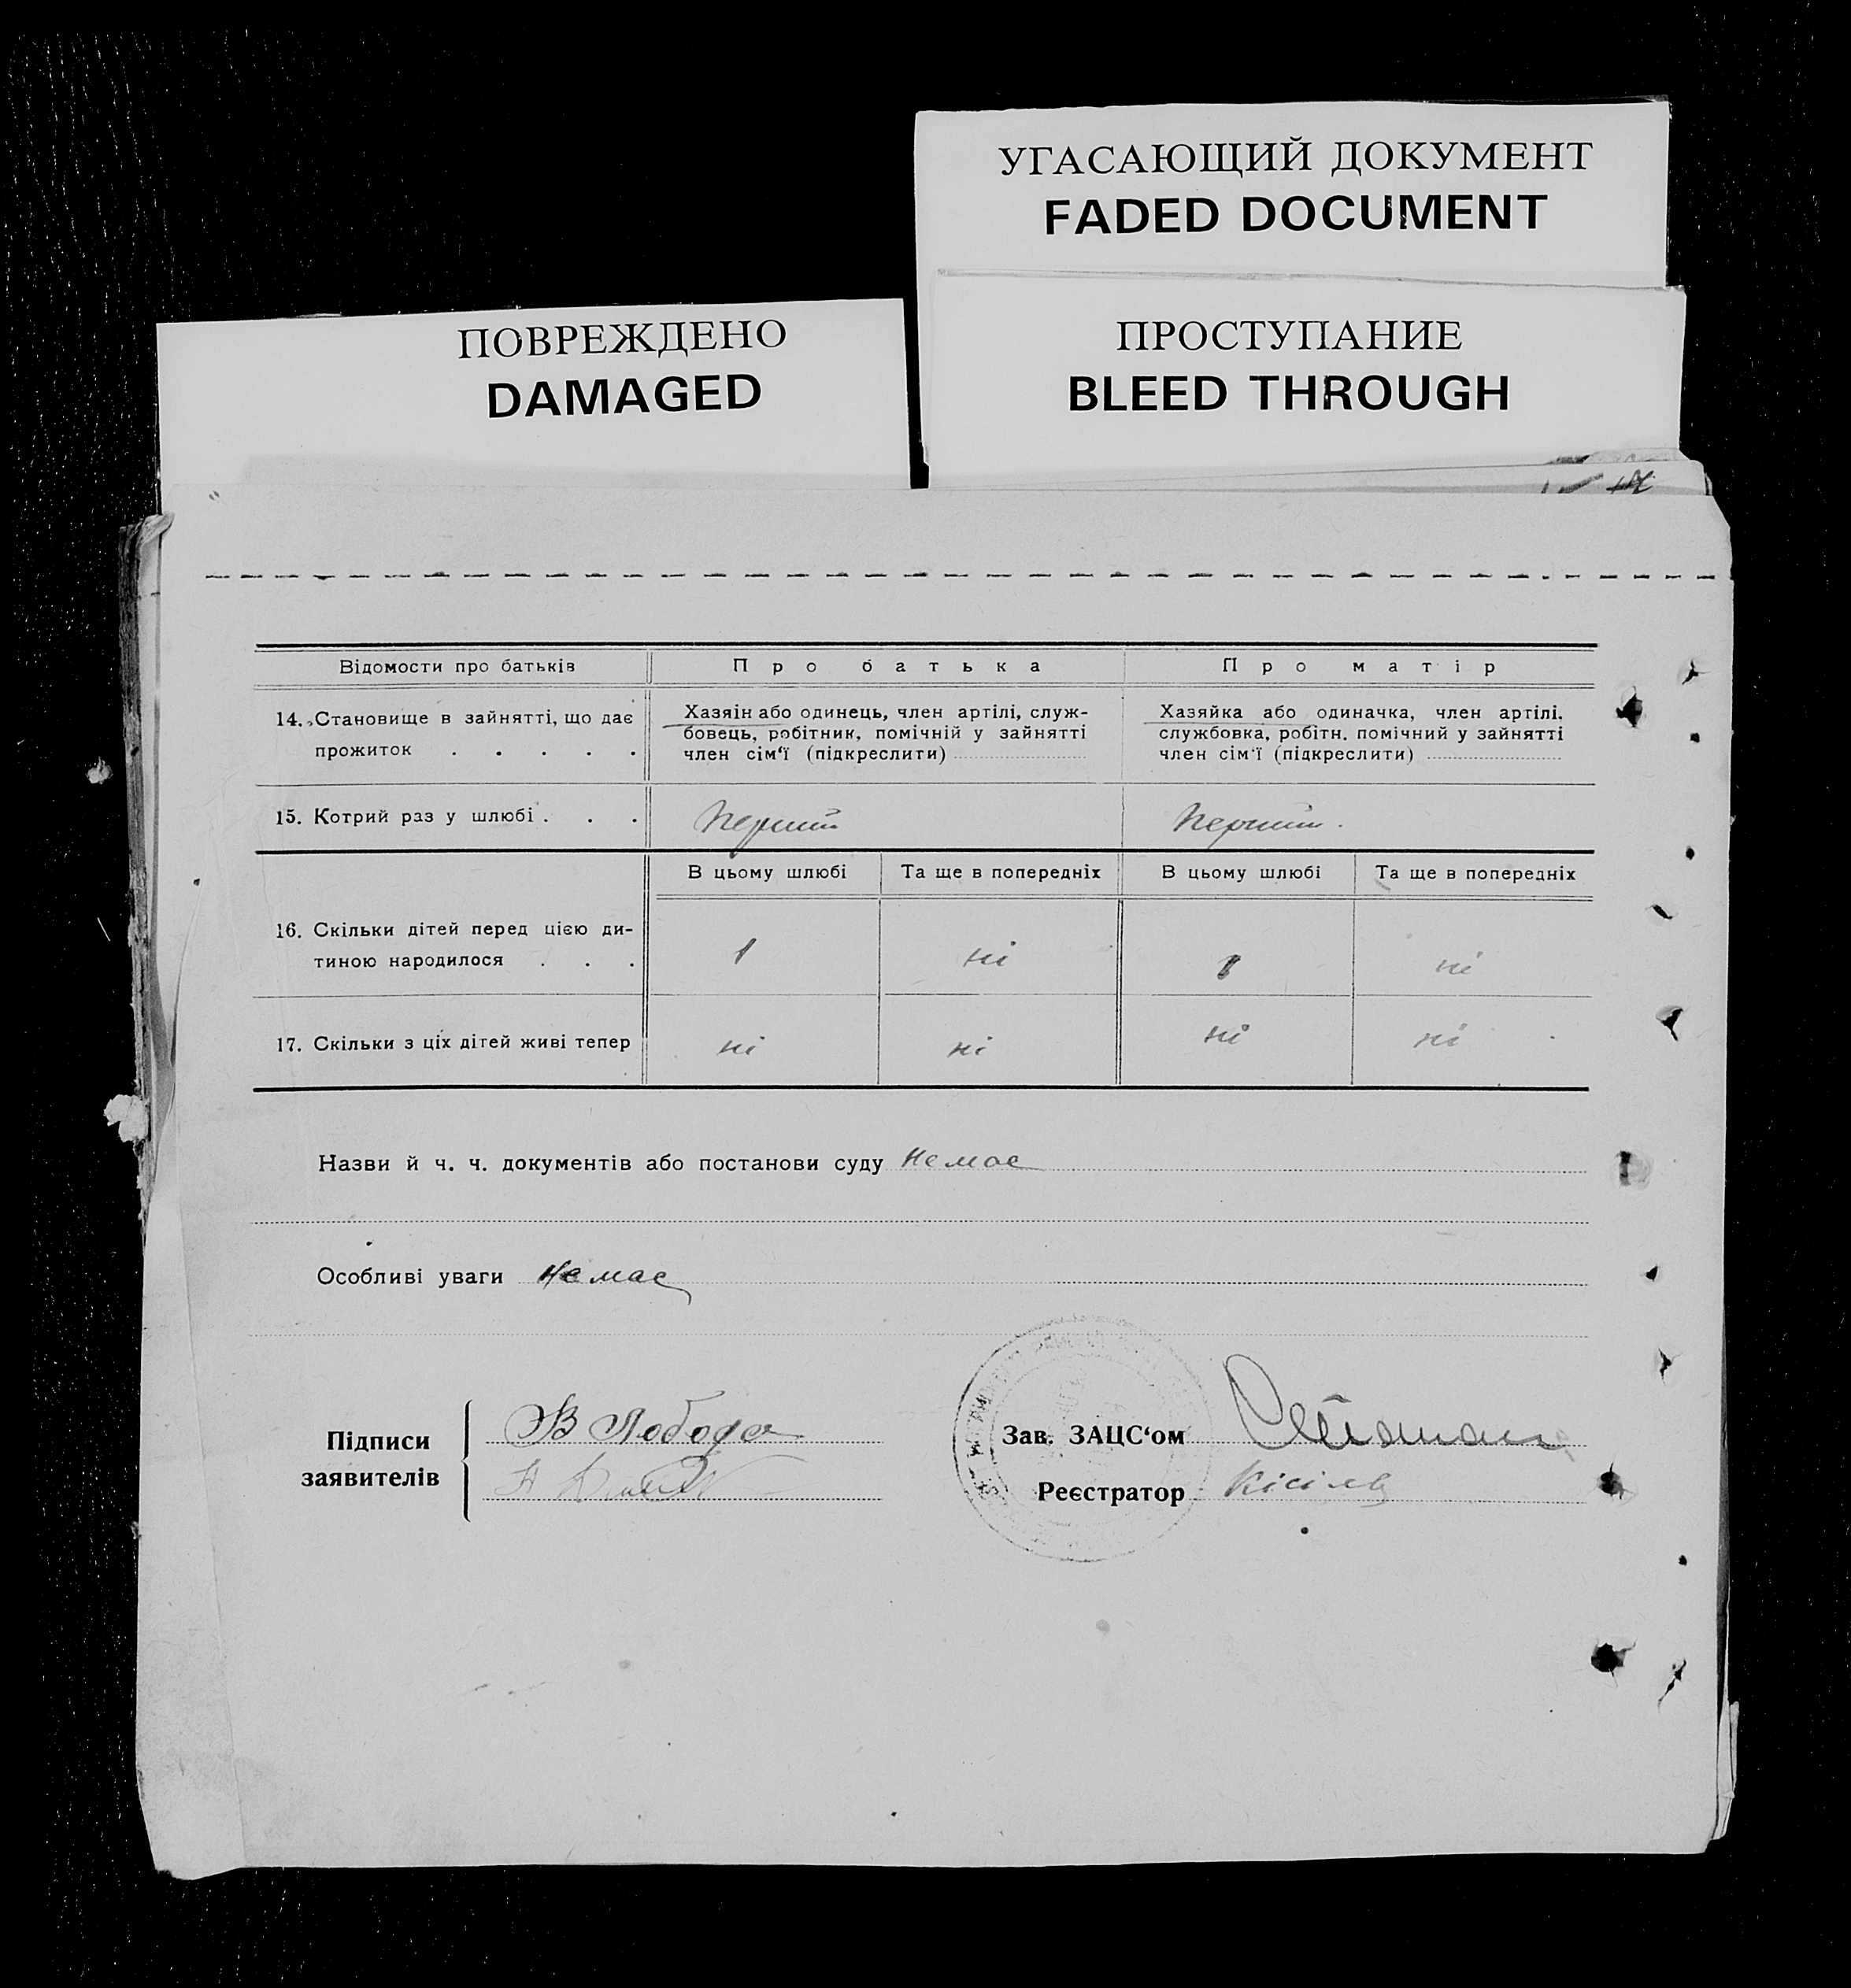 УГАСАЮЩИЙ ДОКУМЕНТ
FADED DOCUMENT
ПОВРЕЖДЕНО
DAMAGED
ПРОСТУПАНИЕ
BLEED THROUGH
Відомости про батьків
Про батька
Про матір
14. Становище в зайнятті, що дає
прожиток . . . . .
Хазяїн або одинець, член артілі, служ-
бовець, робітник, помічній у зайнятті
член сім‘ї (підкреслити)
Хазяйка або одиначка, член артілі.
службовка, робітн. помічний у зайнятті
член сім‘ї (підкреслити)
15. Котрий раз у шлюбі . . .
Перший
Перший.
В цьому шлюбі
Та ще в попередніх
В цьому шлюбі
Та ще в попередніх
16. Скільки дітей перед цією ди-
тиною народилося . . .
1
ні
1
ні
17. Скільки з ціх дітей живі тепер
ні
ні
ні
ні
Назви й ч. ч. документів або постанови суду Немає
Особливі уваги Немає
Підписи
заявителів
В Лобода
Зав. ЗАЦС‘ом
Реєстратор